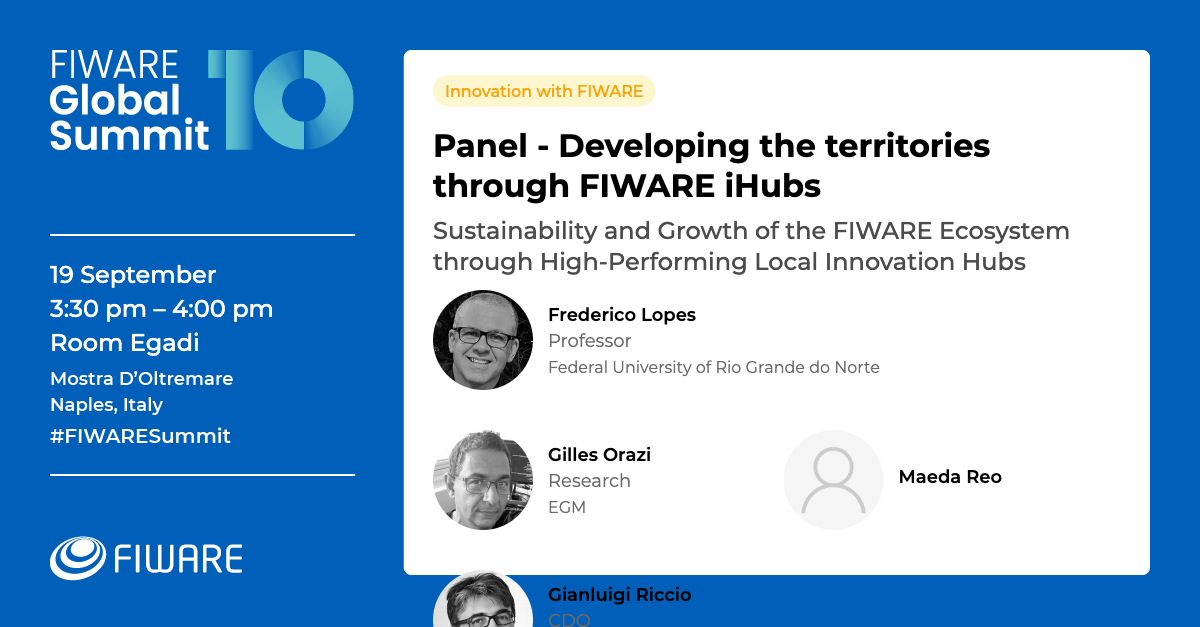 FIWARE
Global
Summit
10
19 September
3:30 pm – 4:00 pm
Room Egadi
Mostra D’Oltremare
Naples, Italy
#FIWARESummit
FIWARE
Innovation with FIWARE
Panel - Developing the territories
through FIWARE iHubs
Sustainability and Growth of the FIWARE Ecosystem
through High-Performing Local Innovation Hubs
Frederico Lopes
Professor
Federal University of Rio Grande do Norte
Gilles Orazi
Research
EGM
Maeda Reo
Gianluigi Riccio
CDO